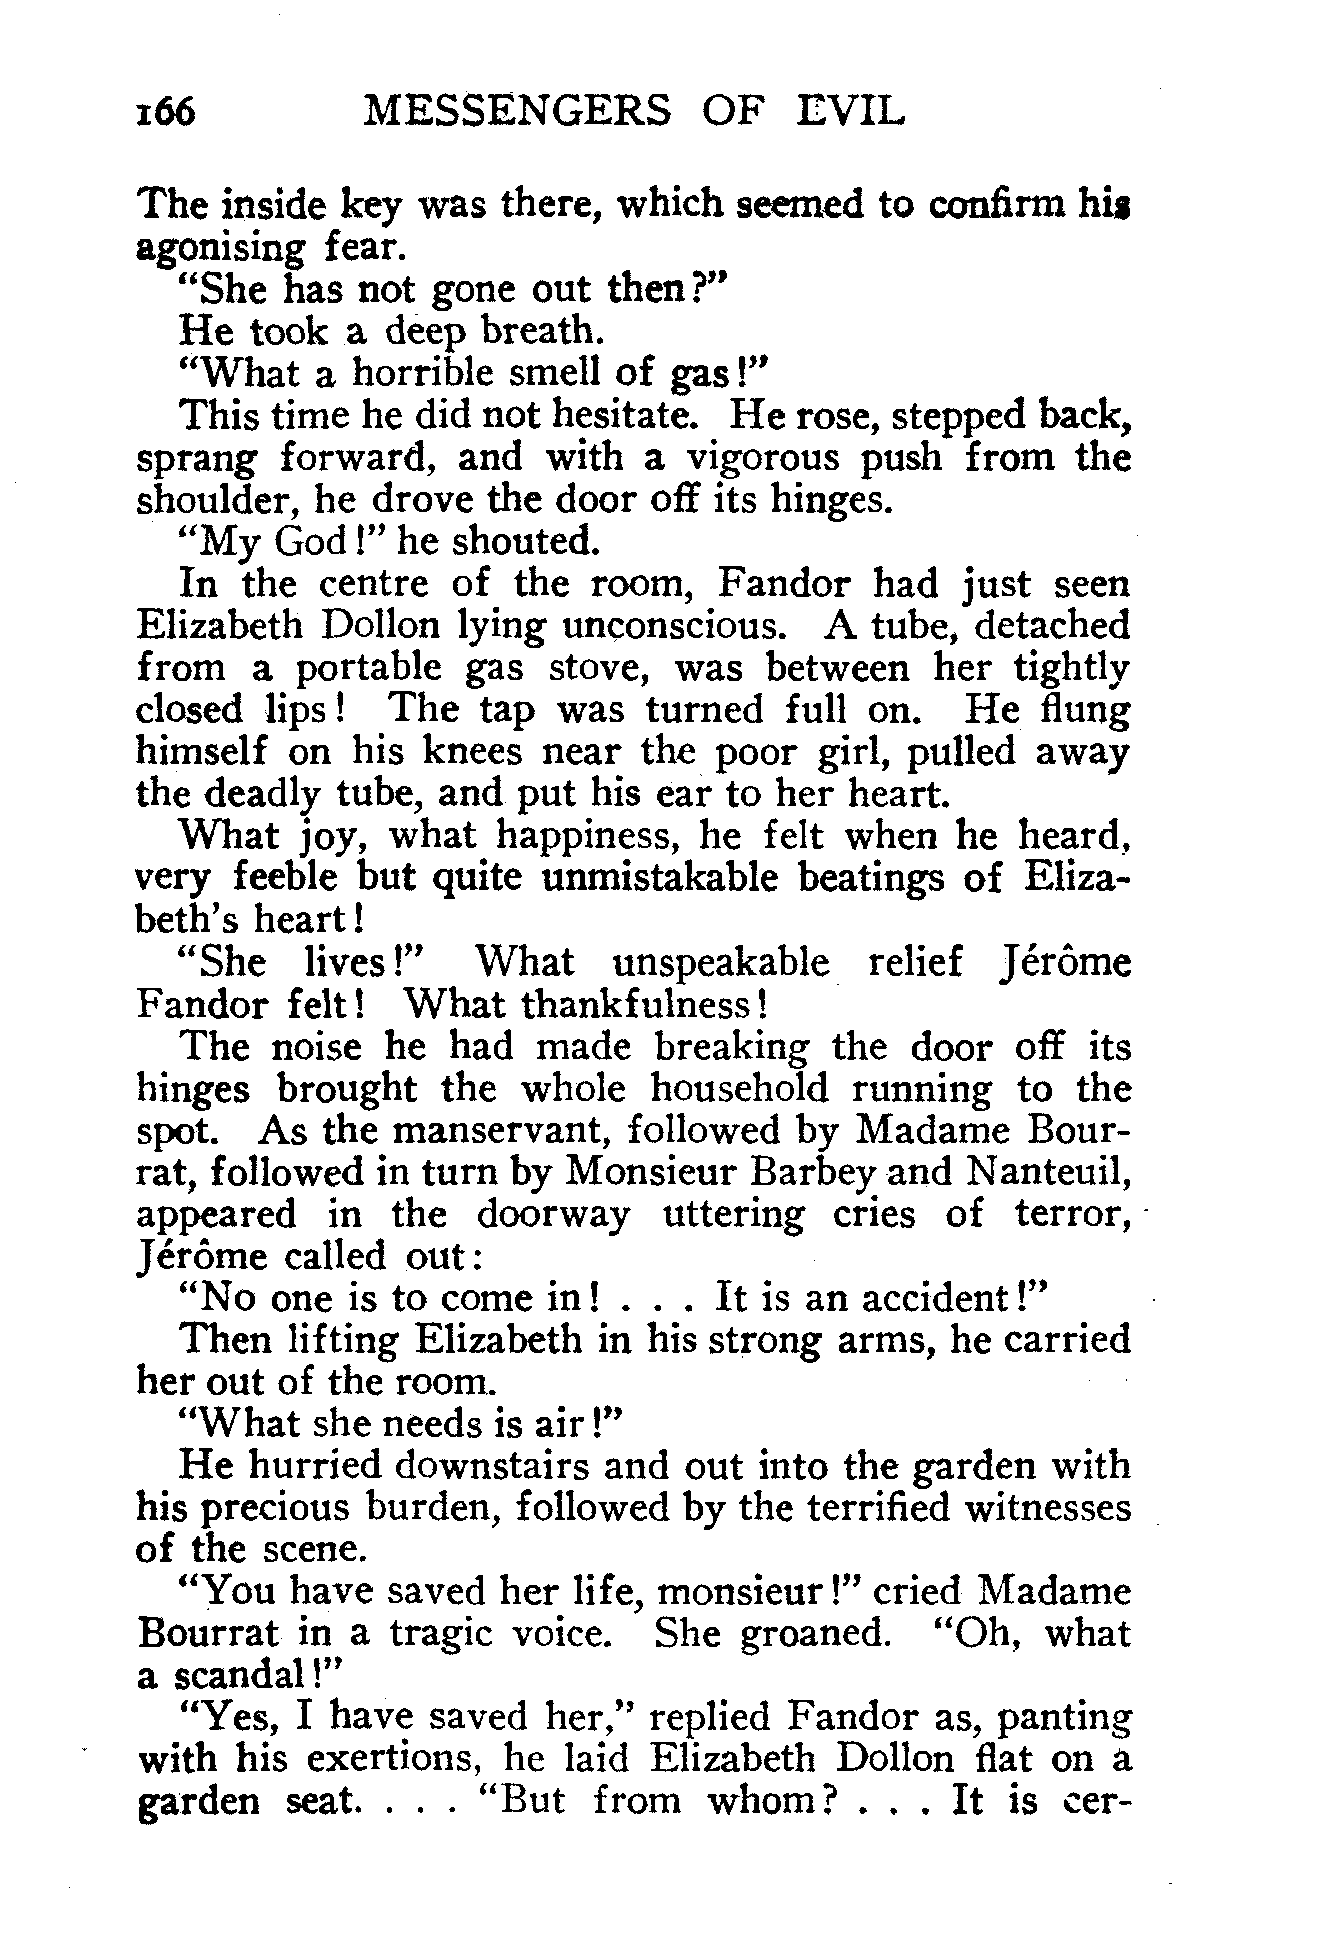 166 MESSENGERS OF EVIL
The inside key was there, which seemed to confirm his
agonising fear.
“She has not gone out then?”
He took a deep breath.
“What a horrible smell of gas!”
This time he did not hesitate. He rose, stepped back,
sprang forward, and with a vigorous push from the
shoulder, he drove the door off its hinges.
“My God!” he shouted.
In the centre of the room, Fandor had just seen
Elizabeth Dollon lying unconscious. A tube, detached
from a portable gas stove, was between her tightly
closed lips! The tap was turned full on. He flung
himself on his knees near the poor girl, pulled away
the deadly tube, and put his ear to her heart.
What joy, what happiness, he felt when he heard,
very feeble but quite unmistakable beatings of Eliza-
beth’s heart!
“She lives!” What unspeakable relief Jérôme
Fandor felt! What thankfulness!
The noise he had made breaking the door off its
hinges brought the whole household running to the
spot. As the manservant, followed by Madame Bour-
rat, followed in turn by Monsieur Barbey and Nanteuil,
appeared in the doorway uttering cries of terror,
Jérôme called out:
“No one is to come in! . . . It is an accident!”
Then lifting Elizabeth in his strong arms, he carried
her out of the room.
“What she needs is air!”
He hurried downstairs and out into the garden with
his precious burden, followed by the terrified witnesses
of the scene.
“You have saved her life, monsieur!” cried Madame
Bourrat in a tragic voice. She groaned. “Oh, what
a scandal!”
“Yes, I have saved her,” replied Fandor as, panting
with his exertions, he laid Elizabeth Dollon flat on a
garden seat. . . . “But from whom? . . . It is cer-